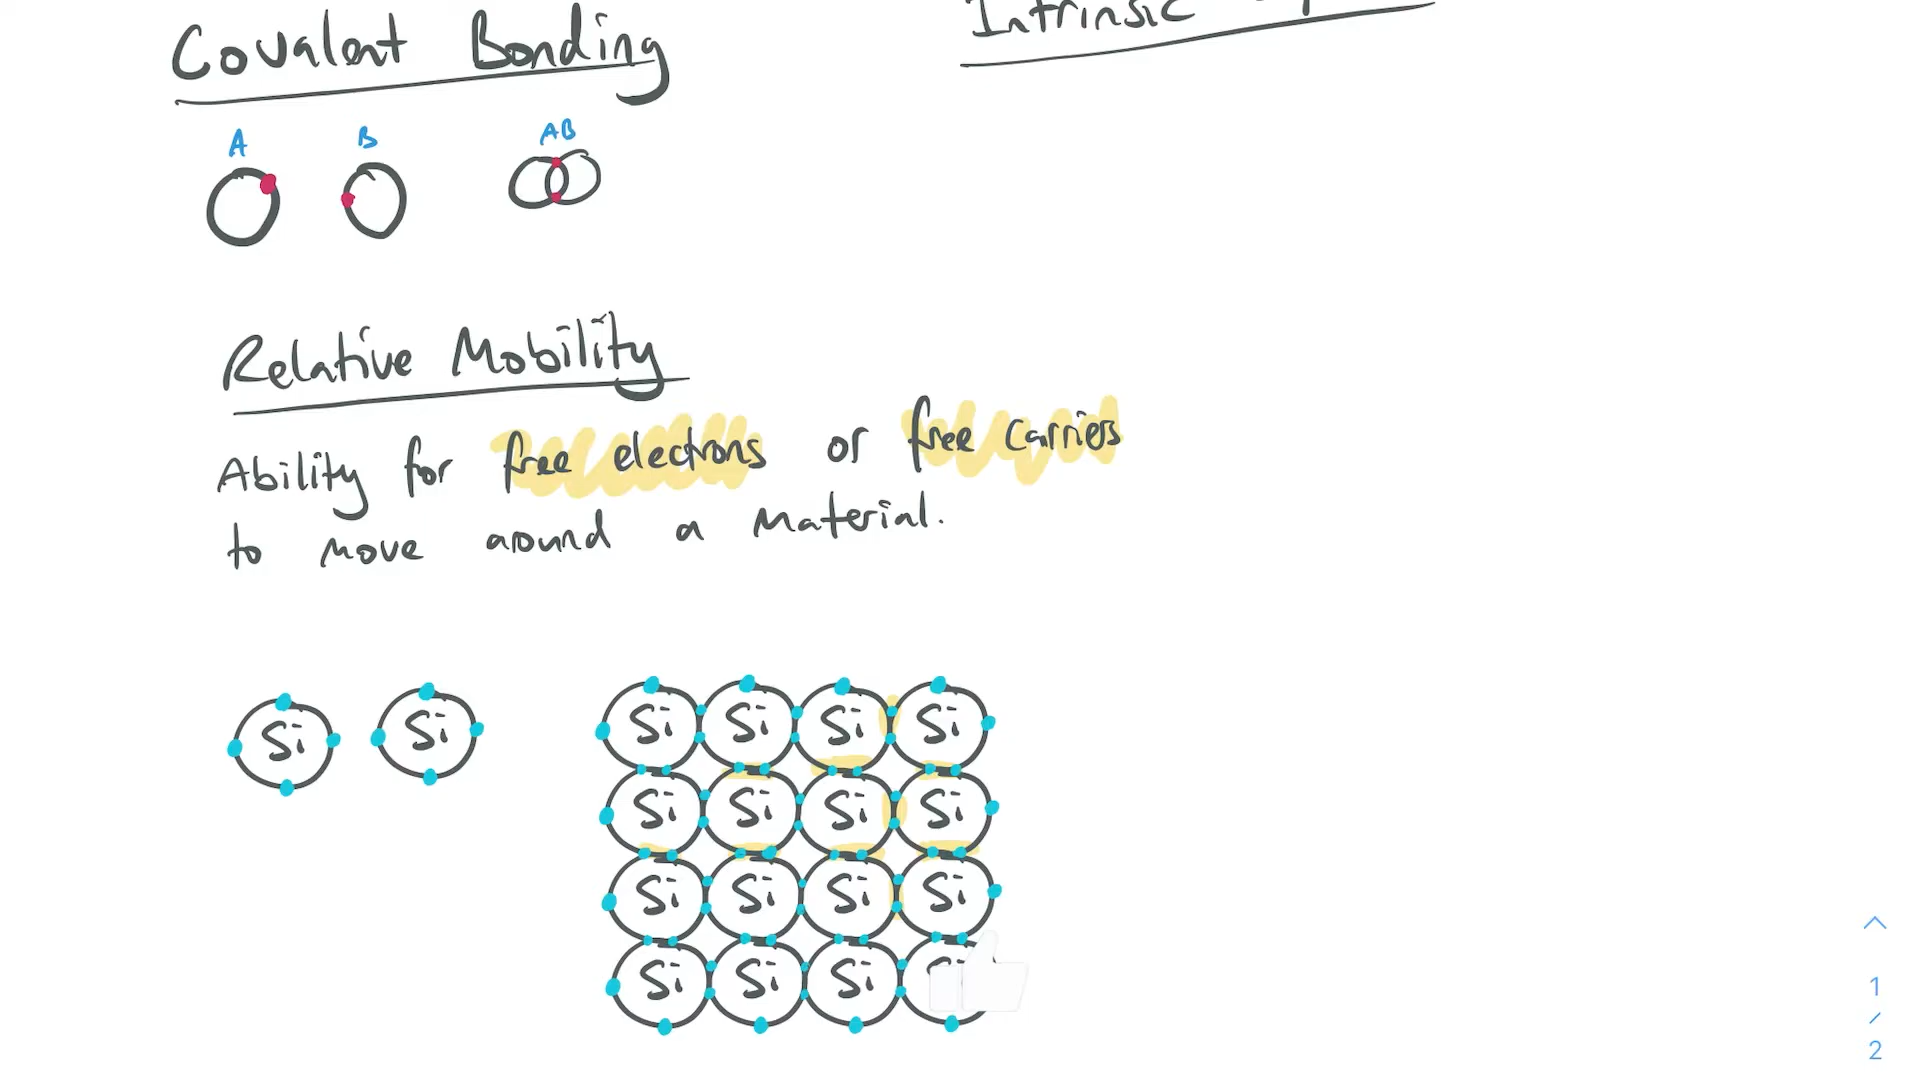 Covalent Bonding
Intrinsic
A B AB
Relative Mobility
Ability for free electrons or free carriers
to move around a material.
Si Si
Si Si Si Si
Si Si Si Si
Si Si Si Si
Si Si Si
1
/
2